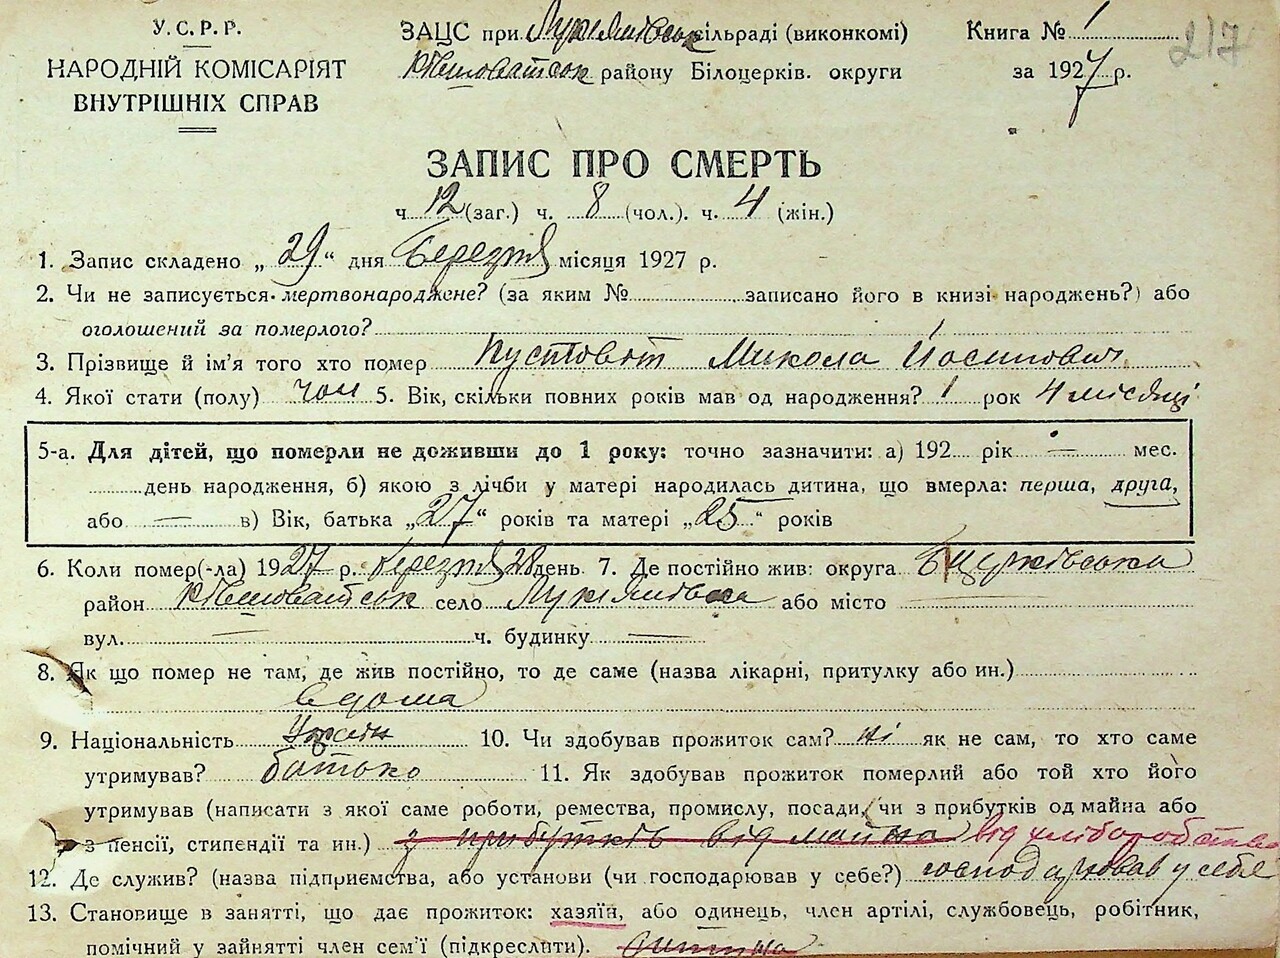 У.С.Р.Р.
НАРОДНІЙ КОМІСАРІЯТ
ВНУТРІШНІХ СПРАВ
ЗАЦС при Лукіянівськ сільраді (виконкомі)
районУ Білоцерків. округи
Книга № 1
за 1927 р.
217
ЗАПИС ПРО СМЕРТЬ
ч 12 (заг.) ч. 8 (чол.). ч. 4 (жін.)
1. Запис складено „ 29 “ дня Березня місяця 1927 р.
2. Чи не записується мертвонароджене? (за яким № записано його в книзі народжень?) або
оголошений за померлого?
3. Прізвище й ім’я того хто помер Пустовіт Микола Йосипович
4. Якої стати (полу) чол 5. Вік, скільки повних років мав од народження? 1 рок 4 місяці
5-а. Для дітей, що померли не доживши до 1 року: точно зазначити: а) 192 рік — мес.
день народження, б) якою з лічби у матері народилась дитина, що вмерла: перша, друга,
або — в) Вік, батька „27“ років та матері „25“ років
6. Коли помер(-ла) 1927 р. березня 28 день 7. Де постійно жив: округа Б Церківська
район село Лукіянівка або місто —
вул. — ч. будинку —
8. Як що помер не там, де жив постійно, то де саме (назва лікарні, притулку або ин.)
вдома
9. Національність Україн 10. Чи здобував прожиток сам? ні як не сам, то хто саме
утримував? батько 11. Як здобував прожиток померлий або той хто його
утримував (написати з якої саме роботи, ремества, промислу, посади, чи з прибутків од майна або
з пенсії, стипендії та ин.) з прибутків від майна від хліборобства
12. Де служив? (назва підприємства, або установи (чи господарював у себе?) господарював у себе
13. Становище в занятті, що дає прожиток: хазяїн, або одинець, член артілі, службовець, робітник,
помічний у зайнятті член сем’ї (підкреслити).